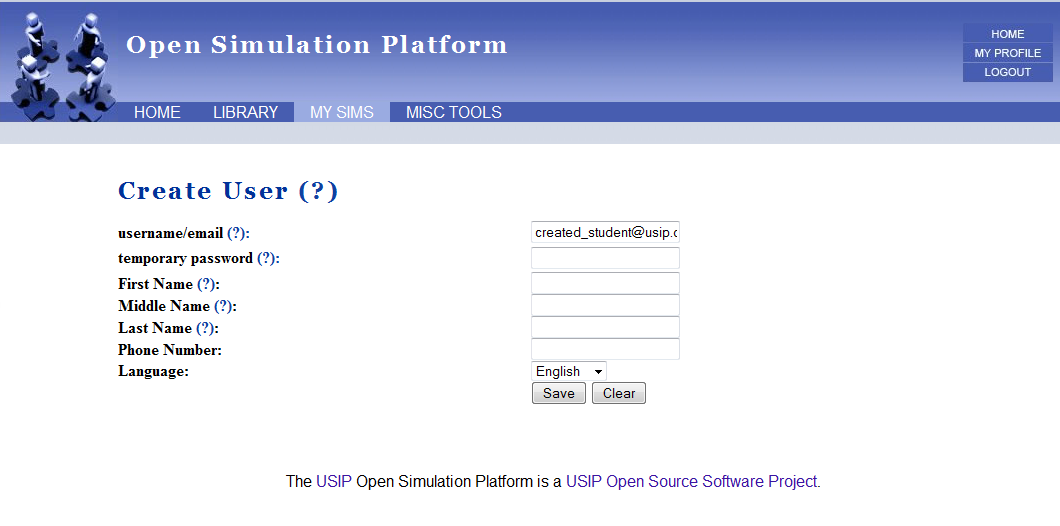 Open Simulation Platform
HOME
MY PROFILE
LOGOUT
HOME LIBRARY MY SIMS MISC TOOLS
Create User (?)
username/email (?): created_student@usip.
temporary password (?):
First Name (?):
Middle Name (?):
Last Name (?):
Phone Number:
Language: English
Save Clear
The USIP Open Simulation Platform is a USIP Open Source Software Project.